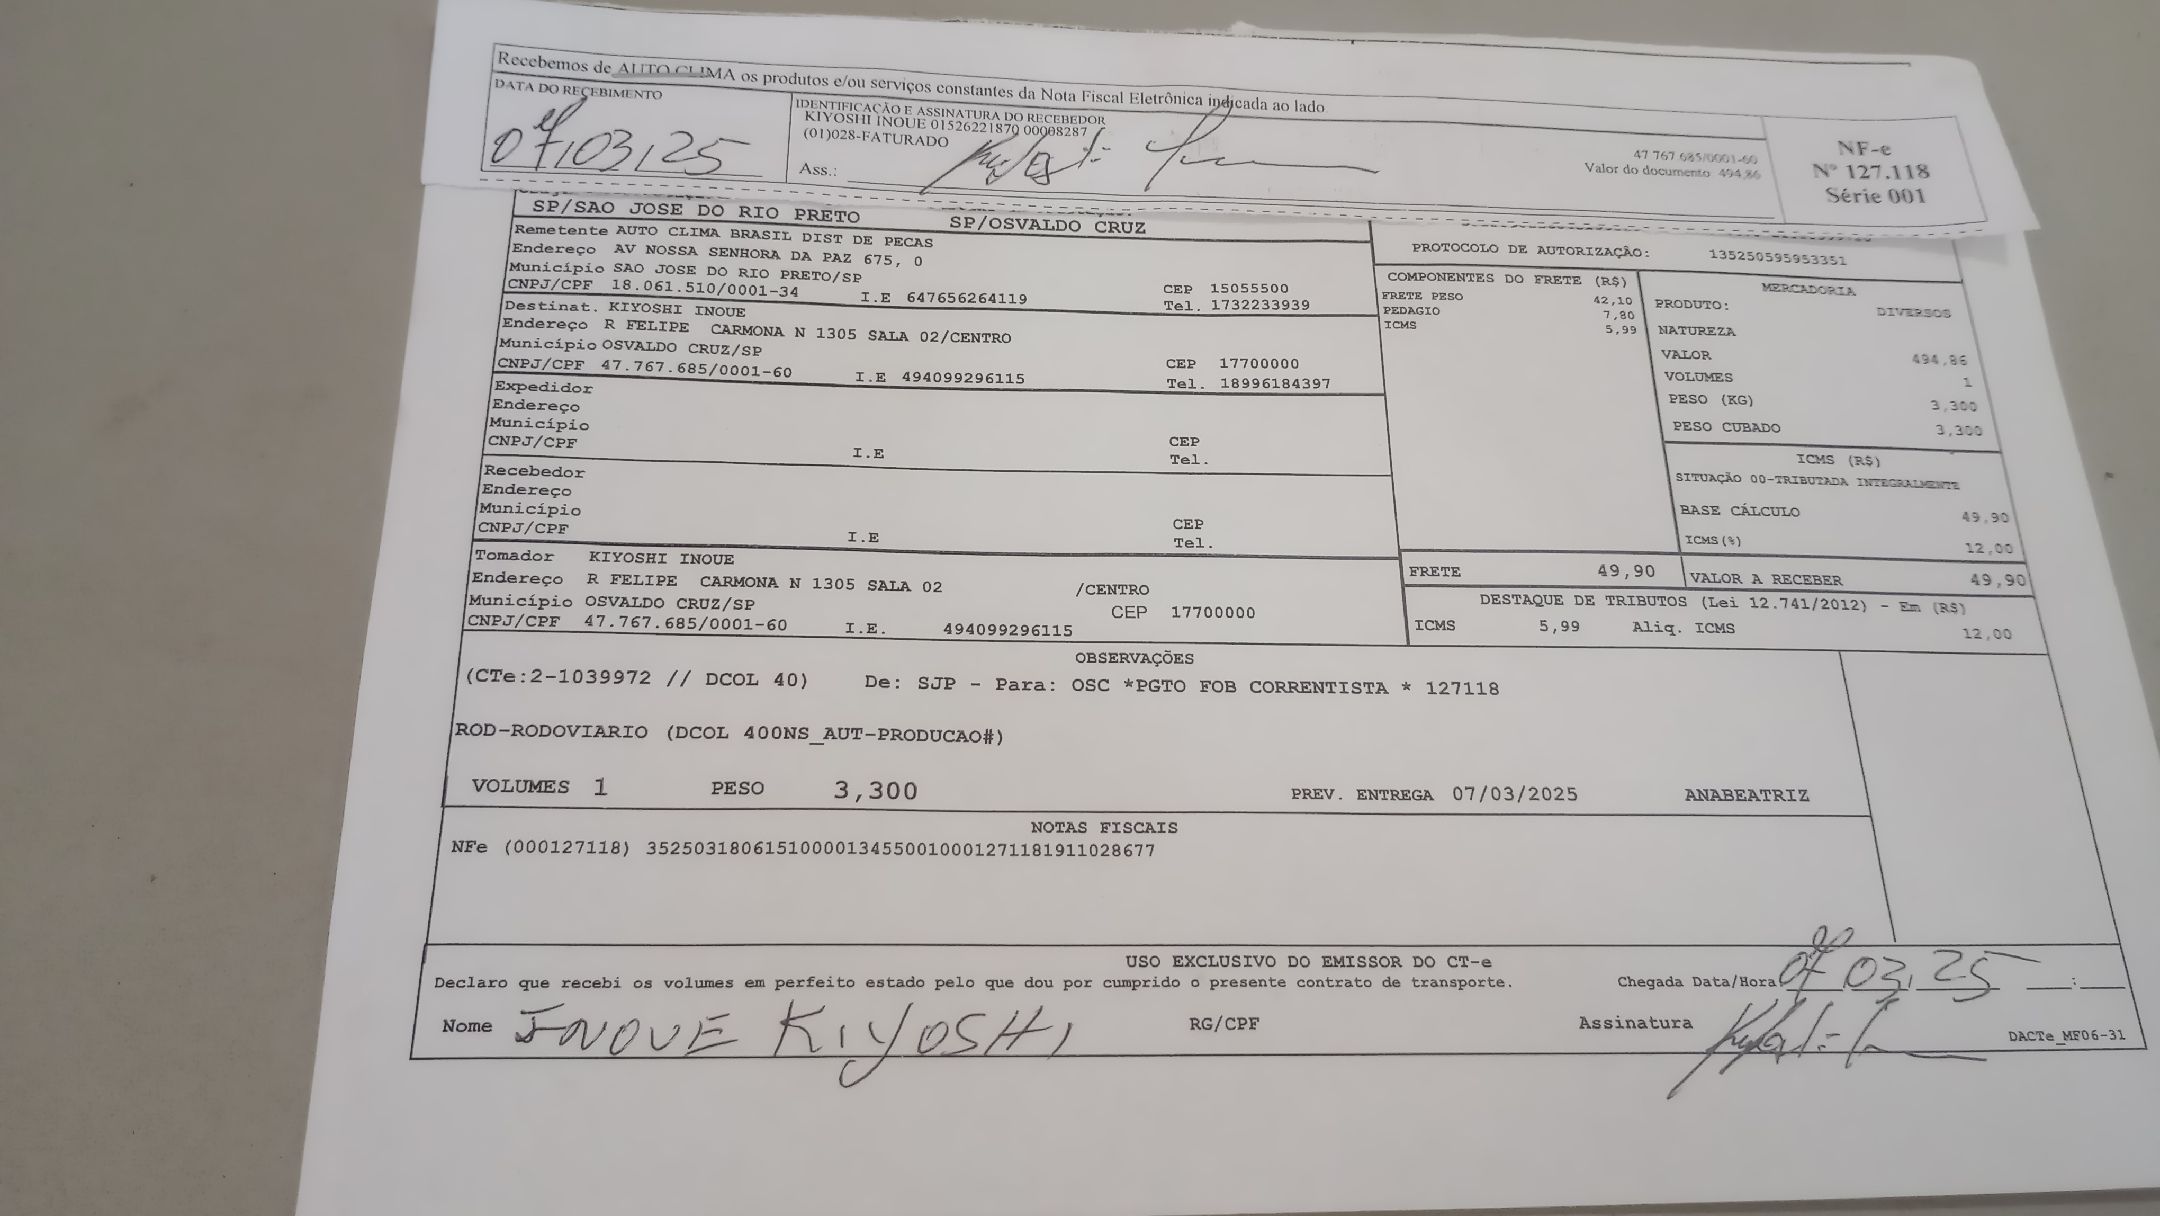 Recebemos de AUTO CLIMA os produtos e/ou serviços constantes da Nota Fiscal Eletrônica indicada ao lado
DATA DO RECEBIMENTO
07/03/25
IDENTIFICAÇÃO E ASSINATURA DO RECEBEDOR
KIYOSHI INOUE 01526221870 00008287
(01)028-FATURADO
Ass.:
47 767 685/0001-60
Valor do documento 494,86
NF-e
Nº 127.118
Série 001
SP/SAO JOSE DO RIO PRETO SP/OSVALDO CRUZ
Remetente AUTO CLIMA BRASIL DIST DE PECAS
Endereço AV NOSSA SENHORA DA PAZ 675, 0
Município SAO JOSE DO RIO PRETO/SP CEP 15055500
CNPJ/CPF 18.061.510/0001-34 I.E 647656264119 Tel. 1732233939
Destinat. KIYOSHI INOUE
Endereço R FELIPE CARMONA N 1305 SALA 02/CENTRO
Município OSVALDO CRUZ/SP CEP 17700000
CNPJ/CPF 47.767.685/0001-60 I.E 494099296115 Tel. 18996184397
Expedidor
Endereço
Município CEP
CNPJ/CPF I.E Tel.
Recebedor
Endereço
Município CEP
CNPJ/CPF I.E Tel.
Tomador KIYOSHI INOUE
Endereço R FELIPE CARMONA N 1305 SALA 02 /CENTRO
Município OSVALDO CRUZ/SP CEP 17700000
CNPJ/CPF 47.767.685/0001-60 I.E. 494099296115
PROTOCOLO DE AUTORIZAÇÃO: 135250595953351
COMPONENTES DO FRETE (R$)
FRETE PESO 42,10
PEDAGIO 7,80
ICMS 5,99
MERCADORIA
PRODUTO: DIVERSOS
NATUREZA
VALOR 494,86
VOLUMES 1
PESO (KG) 3,300
PESO CUBADO 3,300
ICMS (R$)
SITUAÇÃO 00-TRIBUTADA INTEGRALMENTE
BASE CÁLCULO 49,90
ICMS(%) 12,00
FRETE 49,90 VALOR A RECEBER 49,90
DESTAQUE DE TRIBUTOS (Lei 12.741/2012) - Em (R$)
ICMS 5,99 Aliq. ICMS 12,00
OBSERVAÇÕES
(CTe:2-1039972 // DCOL 40) De: SJP - Para: OSC *PGTO FOB CORRENTISTA * 127118
ROD-RODOVIARIO (DCOL 400NS_AUT-PRODUCAO#)
VOLUMES 1 PESO 3,300 PREV. ENTREGA 07/03/2025 ANABEATRIZ
NOTAS FISCAIS
NFe (000127118) 35250318061510000134550010001271181911028677
USO EXCLUSIVO DO EMISSOR DO CT-e
Declaro que recebi os volumes em perfeito estado pelo que dou por cumprido o presente contrato de transporte. Chegada Data/Hora 07 03,25 :
Nome INOUE KIYOSHI RG/CPF Assinatura
DACTe_MF06-31